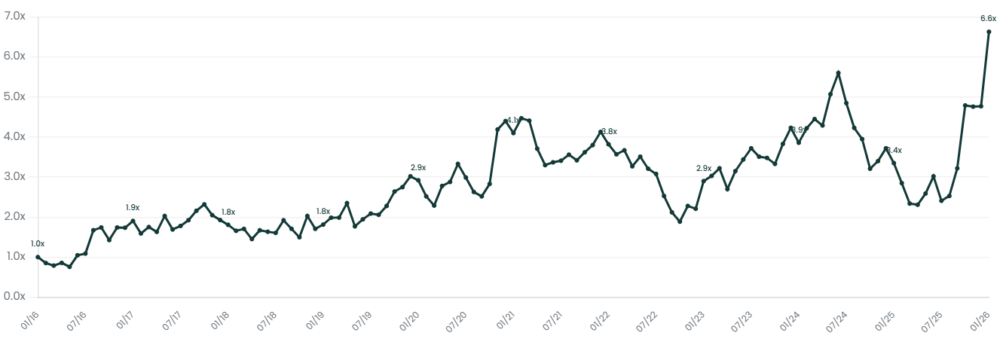 7.0x
6.0x
5.0x
4.0x
3.0x
2.0x
1.0x
0.0x
1.0x
1.9x
1.8x
1.8x
2.9x
4.1x
3.8x
2.9x
3.9x
3.4x
6.6x
01/16
07/16
01/17
07/17
01/18
07/18
01/19
07/19
01/20
07/20
01/21
07/21
01/22
07/22
01/23
07/23
01/24
07/24
01/25
07/25
01/26